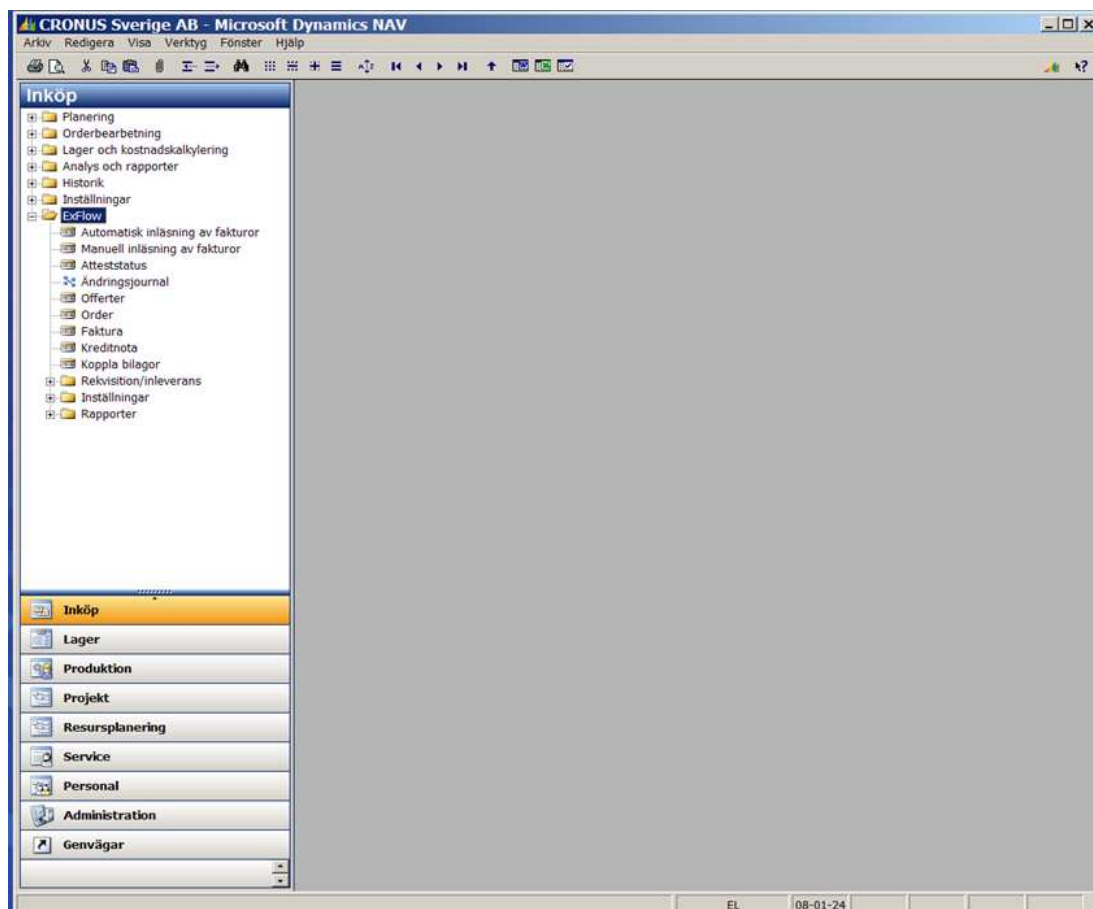 CRONUS Sverige AB - Microsoft Dynamics NAV
Arkiv Redigera Visa Verktyg Fönster Hjälp
Inköp
Planering
Orderbearbetning
Lager och kostnadskalkylering
Analys och rapporter
Historik
Inställningar
ExFlow
Automatisk inläsning av fakturor
Manuell inläsning av fakturor
Atteststatus
Ändringsjournal
Offerter
Order
Faktura
Kreditnota
Koppla bilagor
Rekvisition/inleverans
Inställningar
Rapporter
Inköp
Lager
Produktion
Projekt
Resursplanering
Service
Personal
Administration
Genvägar
EL 08-01-24